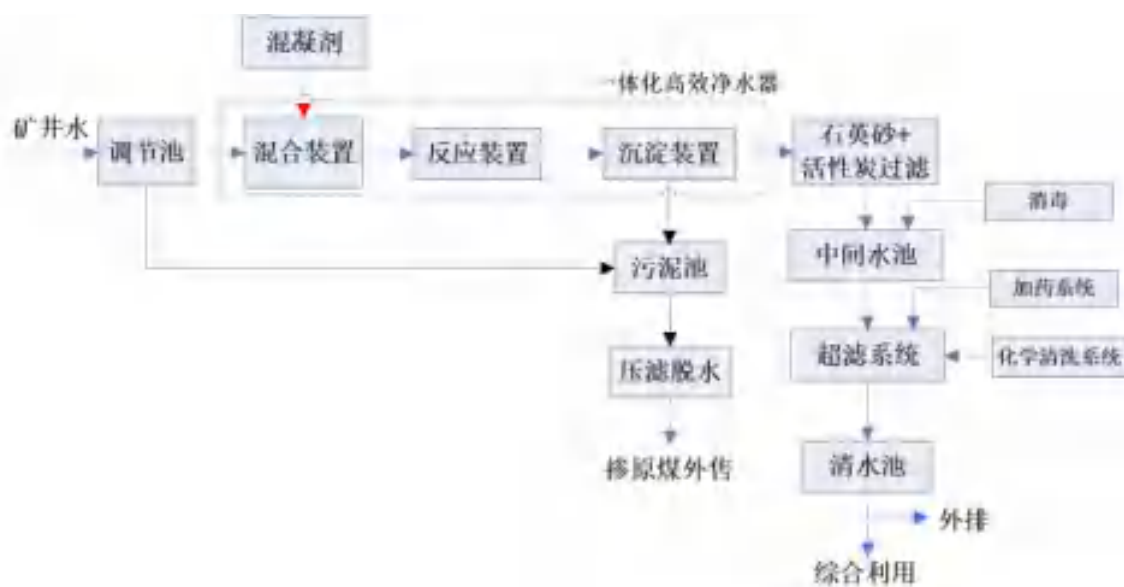 混凝剂
一体化高效净水器
矿井水
调节池
混合装置
反应装置
沉淀装置
石英砂+
活性炭过滤
消毒
污泥池
中间水池
加药系统
压滤脱水
超滤系统
化学清洗系统
掺原煤外售
清水池
外排
综合利用